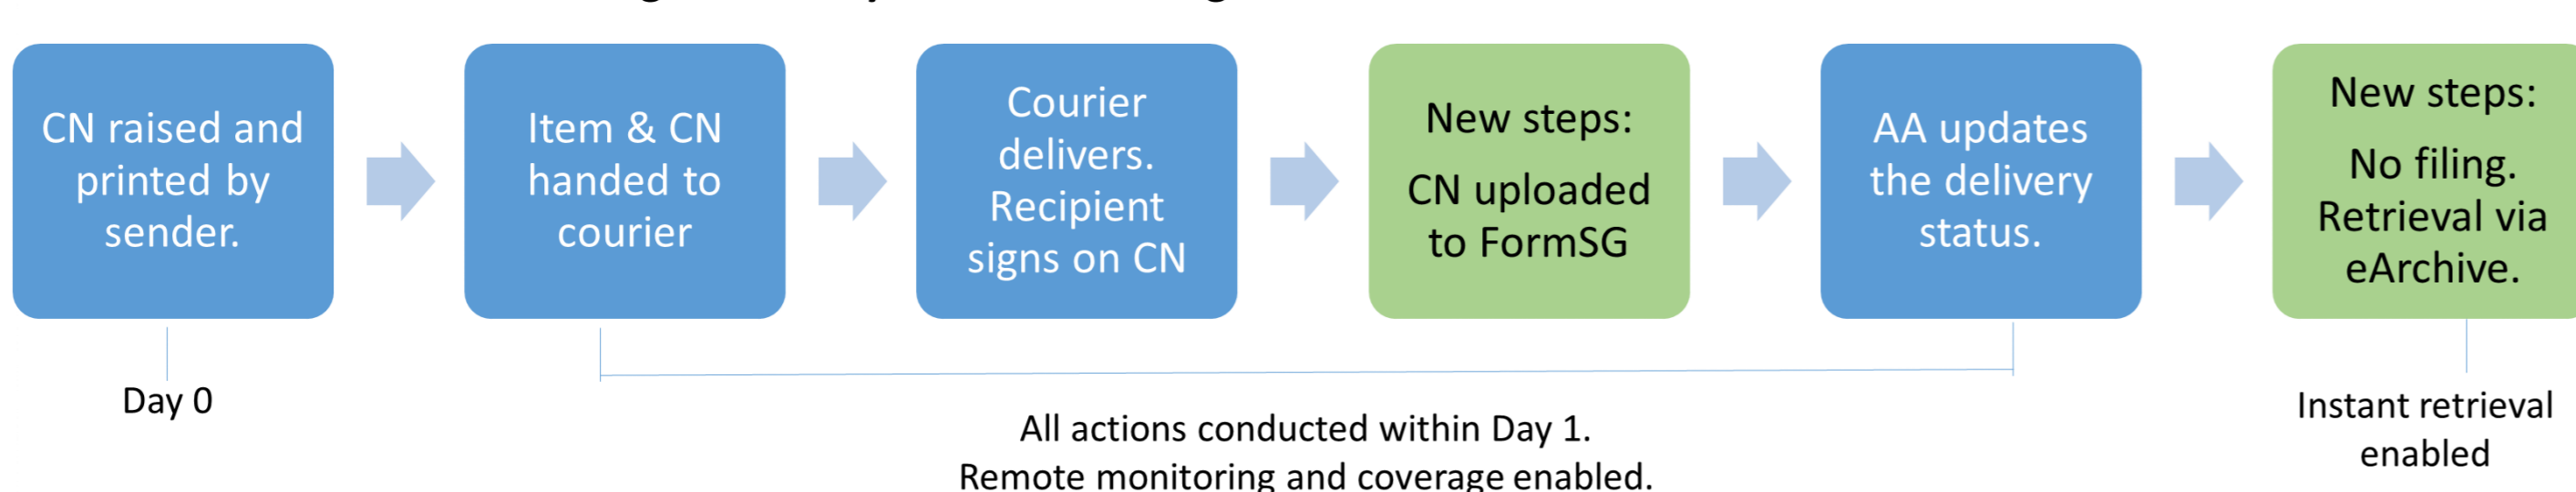 CN raised and
printed by
sender.
Item & CN
handed to
courier
Courier
delivers.
Recipient
signs on CN
New steps:
CN uploaded
to FormSG
AA updates
the delivery
status.
New steps:
No filing.
Retrieval via
eArchive.
Day 0
All actions conducted within Day 1.
Remote monitoring and coverage enabled.
Instant retrieval
enabled